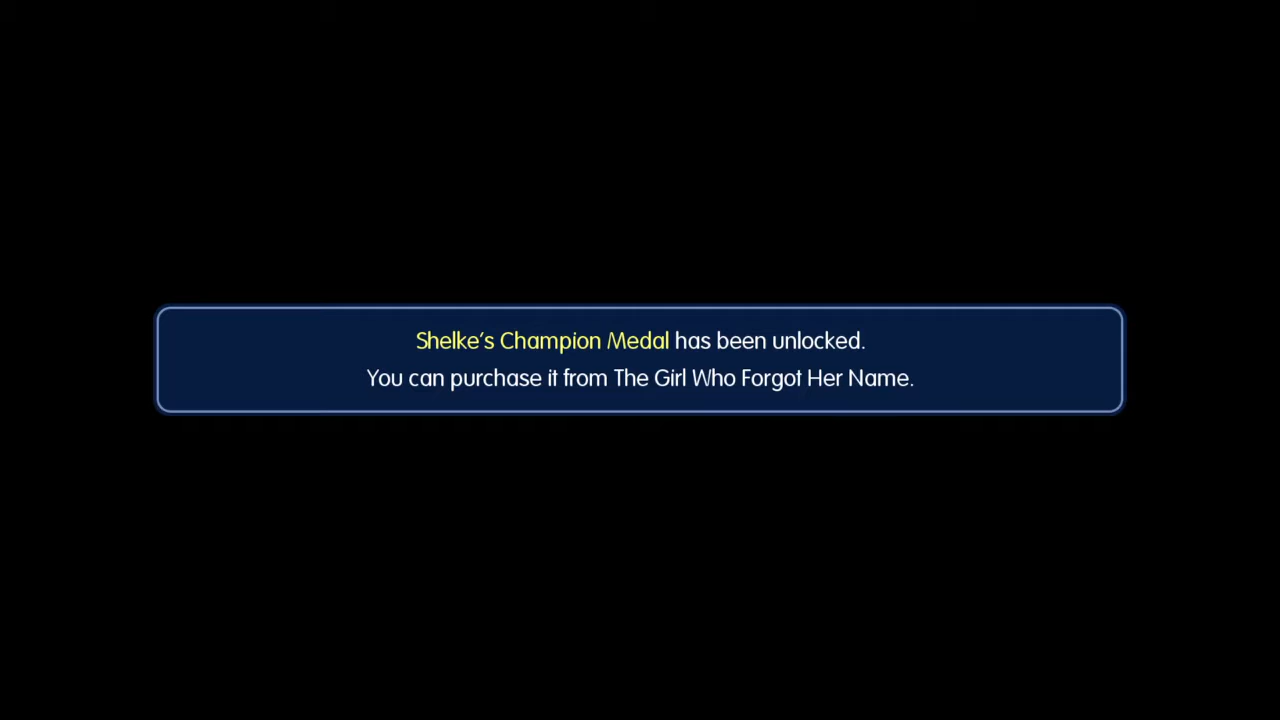 Shelke's Champion Medal has been unlocked.
You can purchase it from The Girl Who Forgot Her Name.